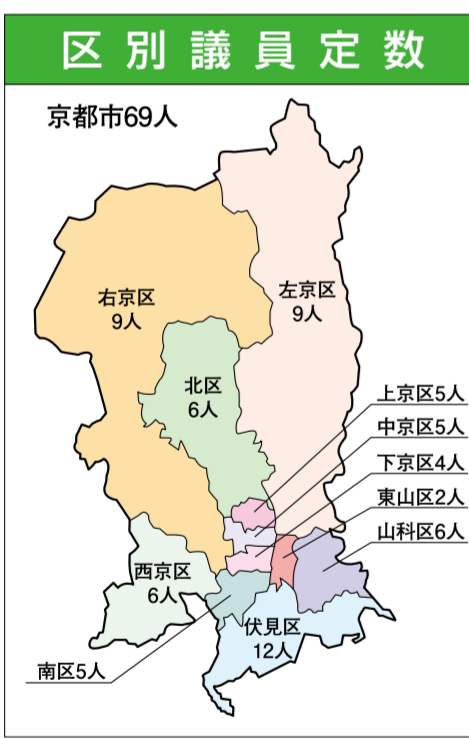 区別議員定数
京都市69人
右京区
9人
左京区
9人
北区
6人
上京区5人
中京区5人
下京区4人
東山区2人
山科区6人
西京区
6人
伏見区
12人
南区5人